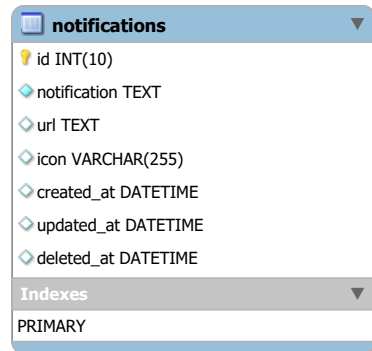 notifications
id INT(10)
notification TEXT
url TEXT
icon VARCHAR(255)
created_at DATETIME
updated_at DATETIME
deleted_at DATETIME
Indexes
PRIMARY